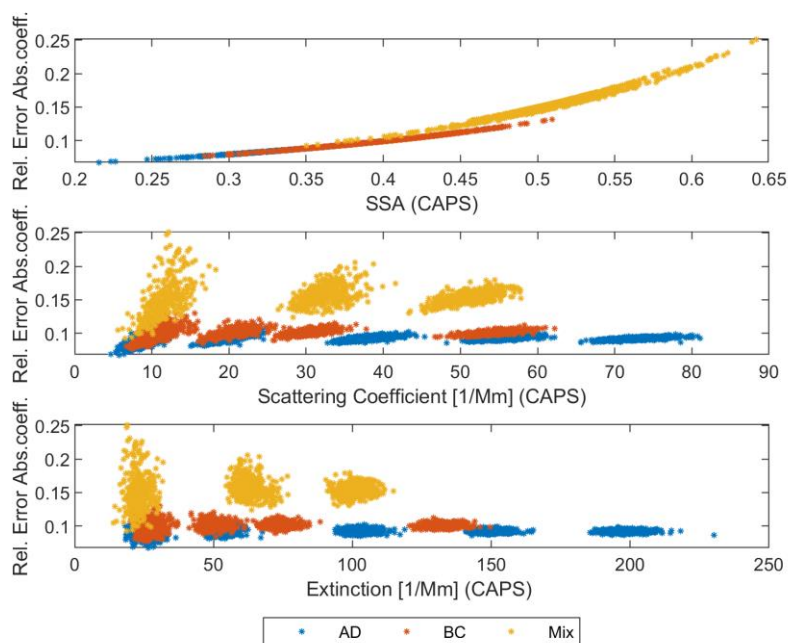 Rel. Error Abs.coeff.
0.25
0.2
0.15
0.1
0.2 0.25 0.3 0.35 0.4 0.45 0.5 0.55 0.6 0.65
SSA (CAPS)
Rel. Error Abs.coeff.
0.25
0.2
0.15
0.1
0 10 20 30 40 50 60 70 80 90
Scattering Coefficient [1/Mm] (CAPS)
Rel. Error Abs.coeff.
0.25
0.2
0.15
0.1
0 50 100 150 200 250
Extinction [1/Mm] (CAPS)
AD BC Mix